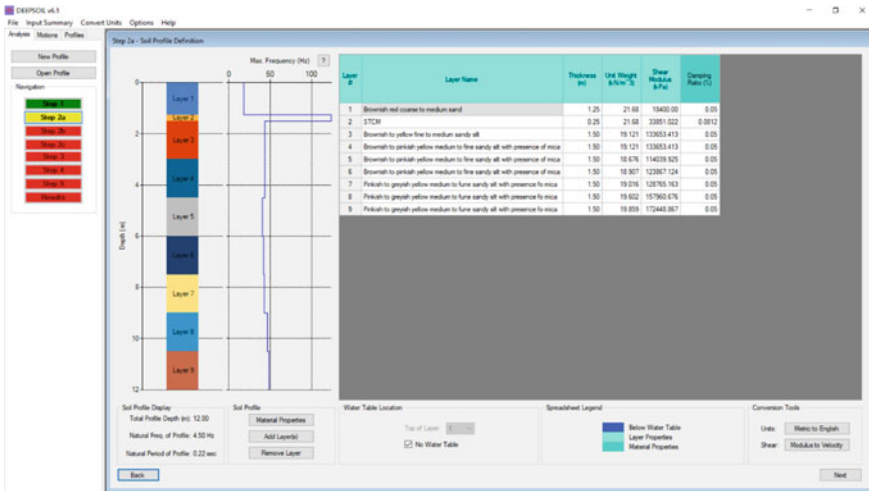 DEEPSOIL v6.1
File Input Summary Convert Units Options Help
Analysis Motions Profiles
New Profile
Open Profile
Navigation
Step 1
Step 2a
Step 2b
Step 2c
Step 3
Step 4
Step 5
Results
Step 2a - Soil Profile Definition
Max. Frequency (Hz) ?
0 50 100
0
2
4
6
8
10
12
Depth [m]
Layer 1
Layer 2
Layer 3
Layer 4
Layer 5
Layer 6
Layer 7
Layer 8
Layer 9
Layer # Layer Name Thickness (m) Unit Weight (kN/m^3) Shear Modulus (kPa) Damping Ratio (%)
1 Brownish red coarse to medium sand 1.25 21.68 18400.00 0.05
2 STCM 0.25 21.68 33851.022 0.0812
3 Brownish to yellow fine to medium sandy silt 1.50 19.121 133653.413 0.05
4 Brownish to pinkish yellow medium to fine sandy silt with presence of mica 1.50 19.121 133653.413 0.05
5 Brownish to pinkish yellow medium to fine sandy silt with presence of mica 1.50 18.676 114039.925 0.05
6 Brownish to pinkish yellow medium to fine sandy silt with presence of mica 1.50 18.907 123867.124 0.05
7 Pinkish to greyish yellow medium to fune sandy silt with presence fo mica 1.50 19.016 128765.163 0.05
8 Pinkish to greyish yellow medium to fune sandy silt with presence fo mica 1.50 19.602 157960.676 0.05
9 Pinkish to greyish yellow medium to fune sandy silt with presence fo mica 1.50 19.859 172448.867 0.05
Soil Profile Display
Total Profile Depth (m): 12.00
Natural Freq. of Profile: 4.50 Hz
Natural Period of Profile: 0.22 sec
Soil Profile
Material Properties
Add Layer(s)
Remove Layer
Water Table Location
Top of Layer: 1
No Water Table
Spreadsheet Legend
Below Water Table
Layer Properties
Material Properties
Conversion Tools
Units: Metric to English
Shear: Modulus to Velocity
Back
Next